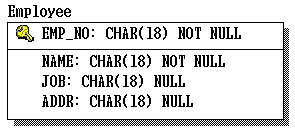 Employee
EMP_NO: CHAR(18) NOT NULL
NAME: CHAR(18) NOT NULL
JOB: CHAR(18) NULL
ADDR: CHAR(18) NULL